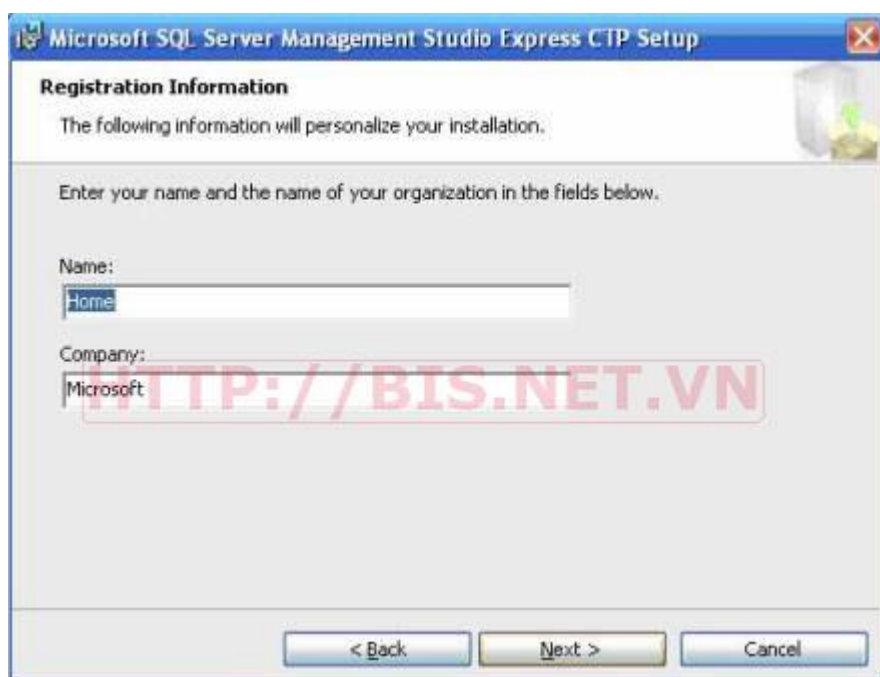 Microsoft SQL Server Management Studio Express CTP Setup
Registration Information
The following information will personalize your installation.
Enter your name and the name of your organization in the fields below.
Name:
Home
Company:
Microsoft
HTTP://BIS.NET.VN
< Back
Next >
Cancel